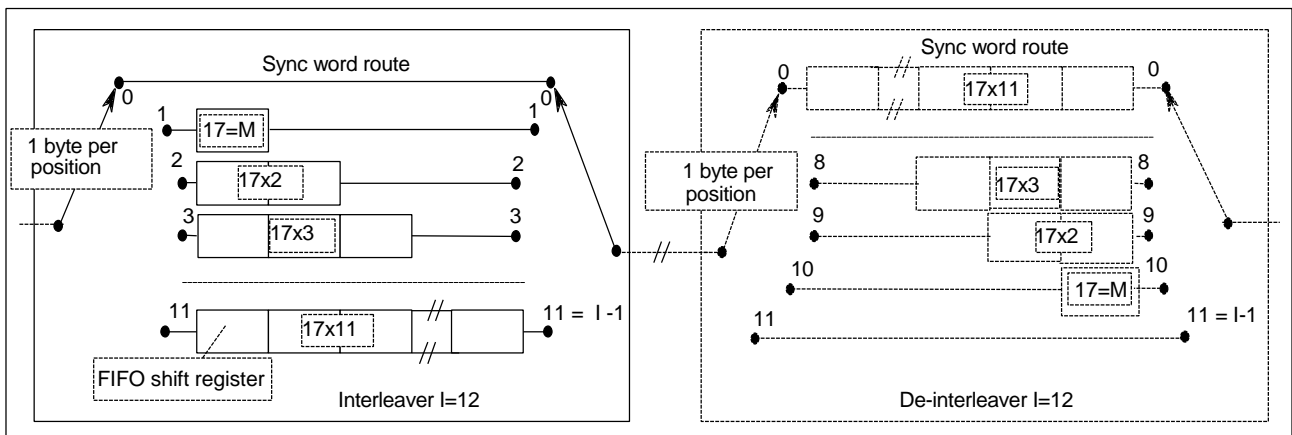 Sync word route
0
0
1
17=M
1
1 byte per
position
2
17x2
2
3
17x3
3
11
17x11
11 = I-1
FIFO shift register
Interleaver I=12
Sync word route
0
17x11
0
1 byte per
position
8
17x3
8
9
17x2
9
10
17=M
10
11
11 = I-1
De-interleaver I=12